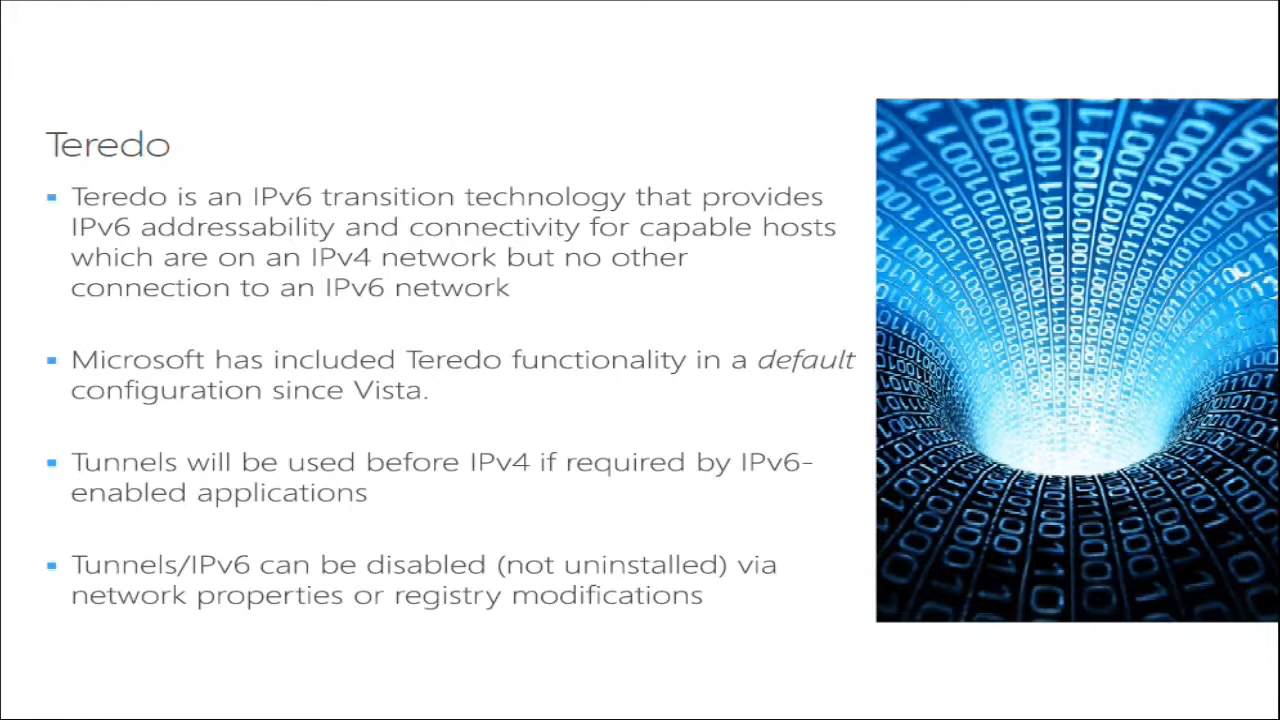 Teredo
Teredo is an IPv6 transition technology that provides
IPv6 addressability and connectivity for capable hosts
which are on an IPv4 network but no other
connection to an IPv6 network
Microsoft has included Teredo functionality in a default
configuration since Vista.
Tunnels will be used before IPv4 if required by IPv6-
enabled applications
Tunnels/IPv6 can be disabled (not uninstalled) via
network properties or registry modifications